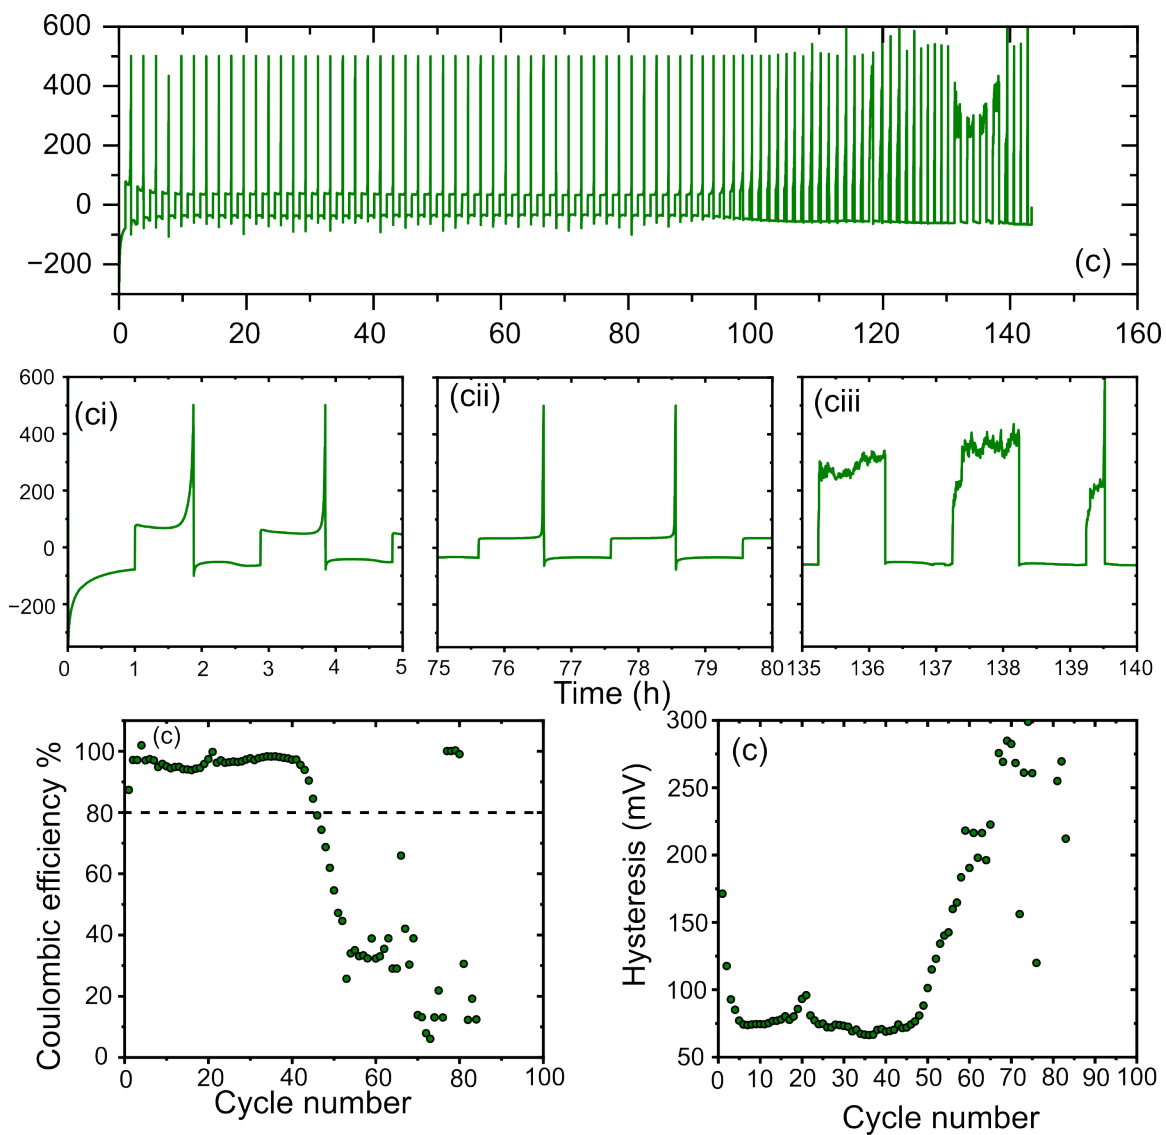 600
400
200
0
−200
(c)
0 20 40 60 80 100 120 140 160
600
400
200
0
−200
(ci)
(cii)
(ciii
0 1 2 3 4 5
75 76 77 78 79 80
135 136 137 138 139 140
Time (h)
Coulombic efficiency %
100
80
60
40
20
0
(c)
0 20 40 60 80 100
Cycle number
Hysteresis (mV)
300
250
200
150
100
50
(c)
0 10 20 30 40 50 60 70 80 90 100
Cycle number